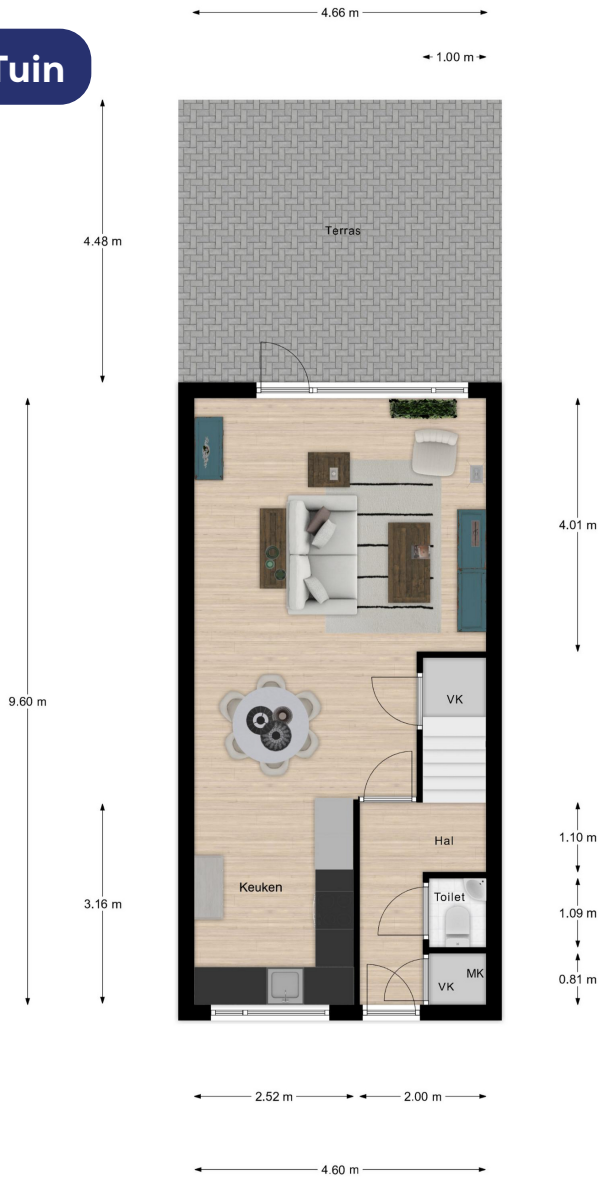 4.66 m
1.00 m
Tuin
Terras
4.48 m
4.01 m
9.60 m
VK
Hal
1.10 m
Keuken
Toilet
3.16 m
1.09 m
MK
VK
0.81 m
2.52 m
2.00 m
4.60 m